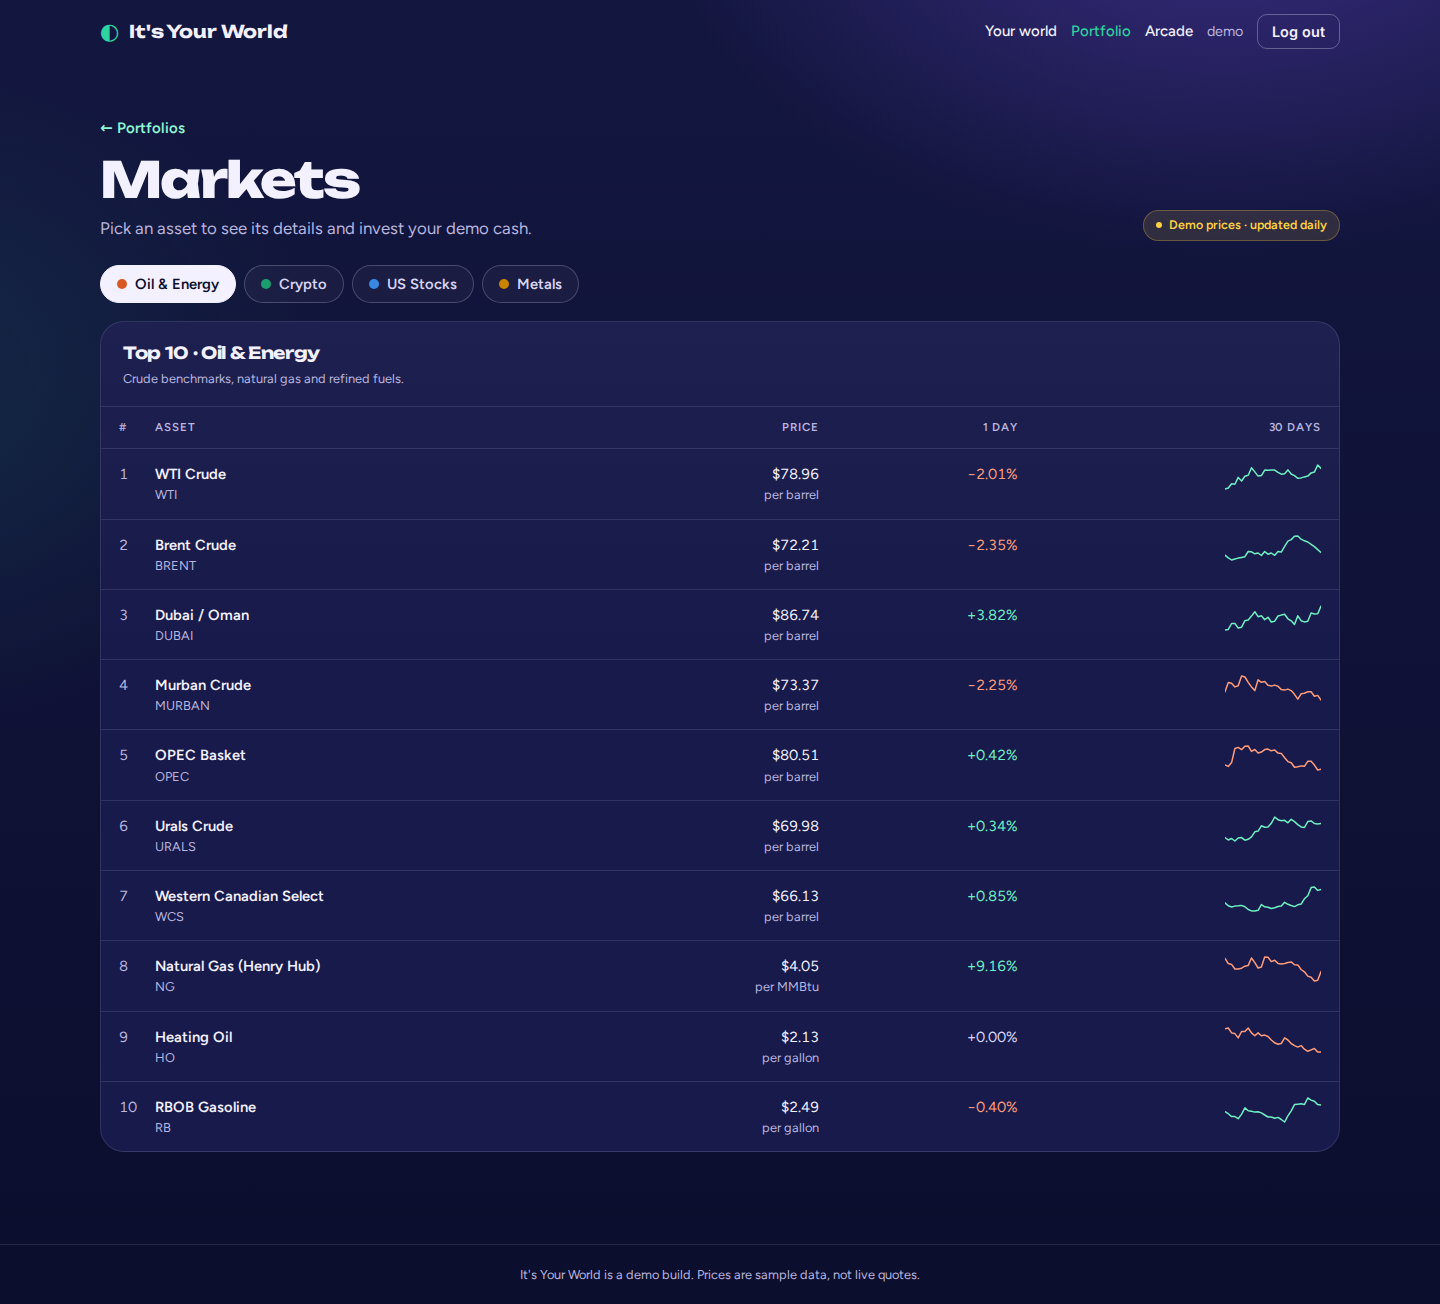 It's Your World
Your world Portfolio Arcade demo Log out
← Portfolios
Markets
Pick an asset to see its details and invest your demo cash.
Demo prices · updated daily
Oil & Energy Crypto US Stocks Metals
Top 10 · Oil & Energy
Crude benchmarks, natural gas and refined fuels.
# ASSET PRICE 1 DAY 30 DAYS
1 WTI Crude $78.96 −2.01%
WTI per barrel
2 Brent Crude $72.21 −2.35%
BRENT per barrel
3 Dubai / Oman $86.74 +3.82%
DUBAI per barrel
4 Murban Crude $73.37 −2.25%
MURBAN per barrel
5 OPEC Basket $80.51 +0.42%
OPEC per barrel
6 Urals Crude $69.98 +0.34%
URALS per barrel
7 Western Canadian Select $66.13 +0.85%
WCS per barrel
8 Natural Gas (Henry Hub) $4.05 +9.16%
NG per MMBtu
9 Heating Oil $2.13 +0.00%
HO per gallon
10 RBOB Gasoline $2.49 −0.40%
RB per gallon
It's Your World is a demo build. Prices are sample data, not live quotes.